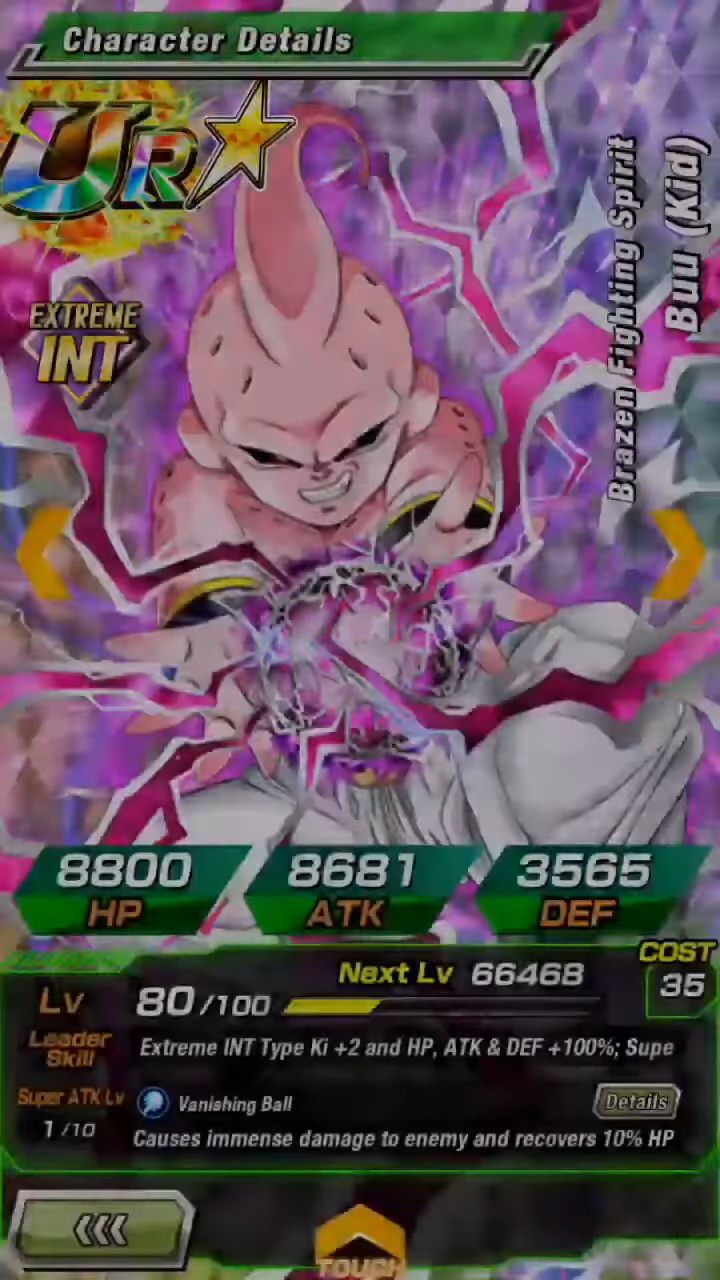 Character Details
UR
EXTREME
INT
Brazen Fighting Spirit
Buu (Kid)
8800
HP
8681
ATK
3565
DEF
COST
35
Next Lv 66468
Lv 80/100
Leader
Skill
Extreme INT Type Ki +2 and HP, ATK & DEF +100%; Supe
Super ATK Lv
1/10
Vanishing Ball
Details
Causes immense damage to enemy and recovers 10% HP
TOUCH